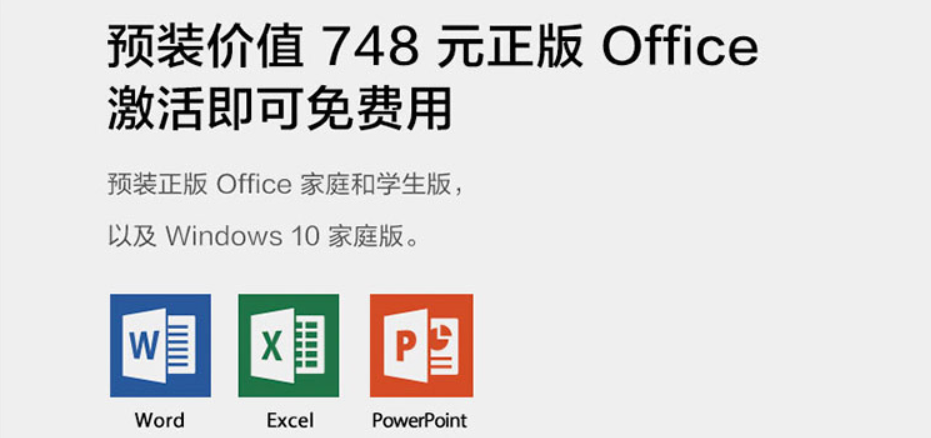 预装价值 748 元正版 Office
激活即可免费用
预装正版 Office 家庭和学生版，
以及 Windows 10 家庭版。
W X P
Word Excel PowerPoint